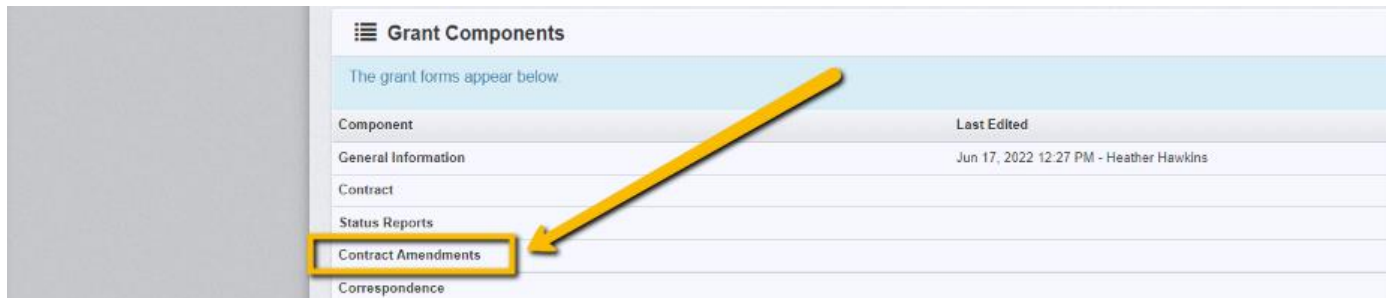 Grant Components
The grant forms appear below.
Component Last Edited
General Information Jun 17, 2022 12:27 PM - Heather Hawkins
Contract
Status Reports
Contract Amendments
Correspondence